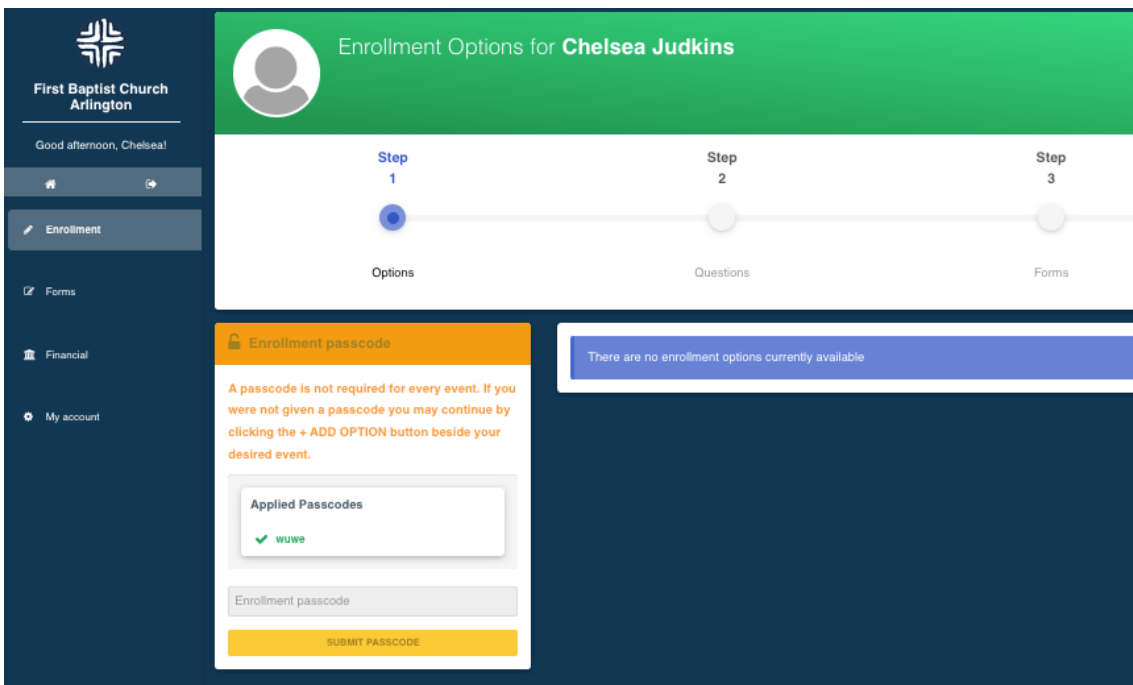 First Baptist Church
Arlington
Good afternoon, Chelsea!
Enrollment
Forms
Financial
My account
Enrollment Options for Chelsea Judkins
Step
1
Options
Step
2
Questions
Step
3
Forms
Enrollment passcode
A passcode is not required for every event. If you
were not given a passcode you may continue by
clicking the + ADD OPTION button beside your
desired event.
Applied Passcodes
wuwe
Enrollment passcode
SUBMIT PASSCODE
There are no enrollment options currently available